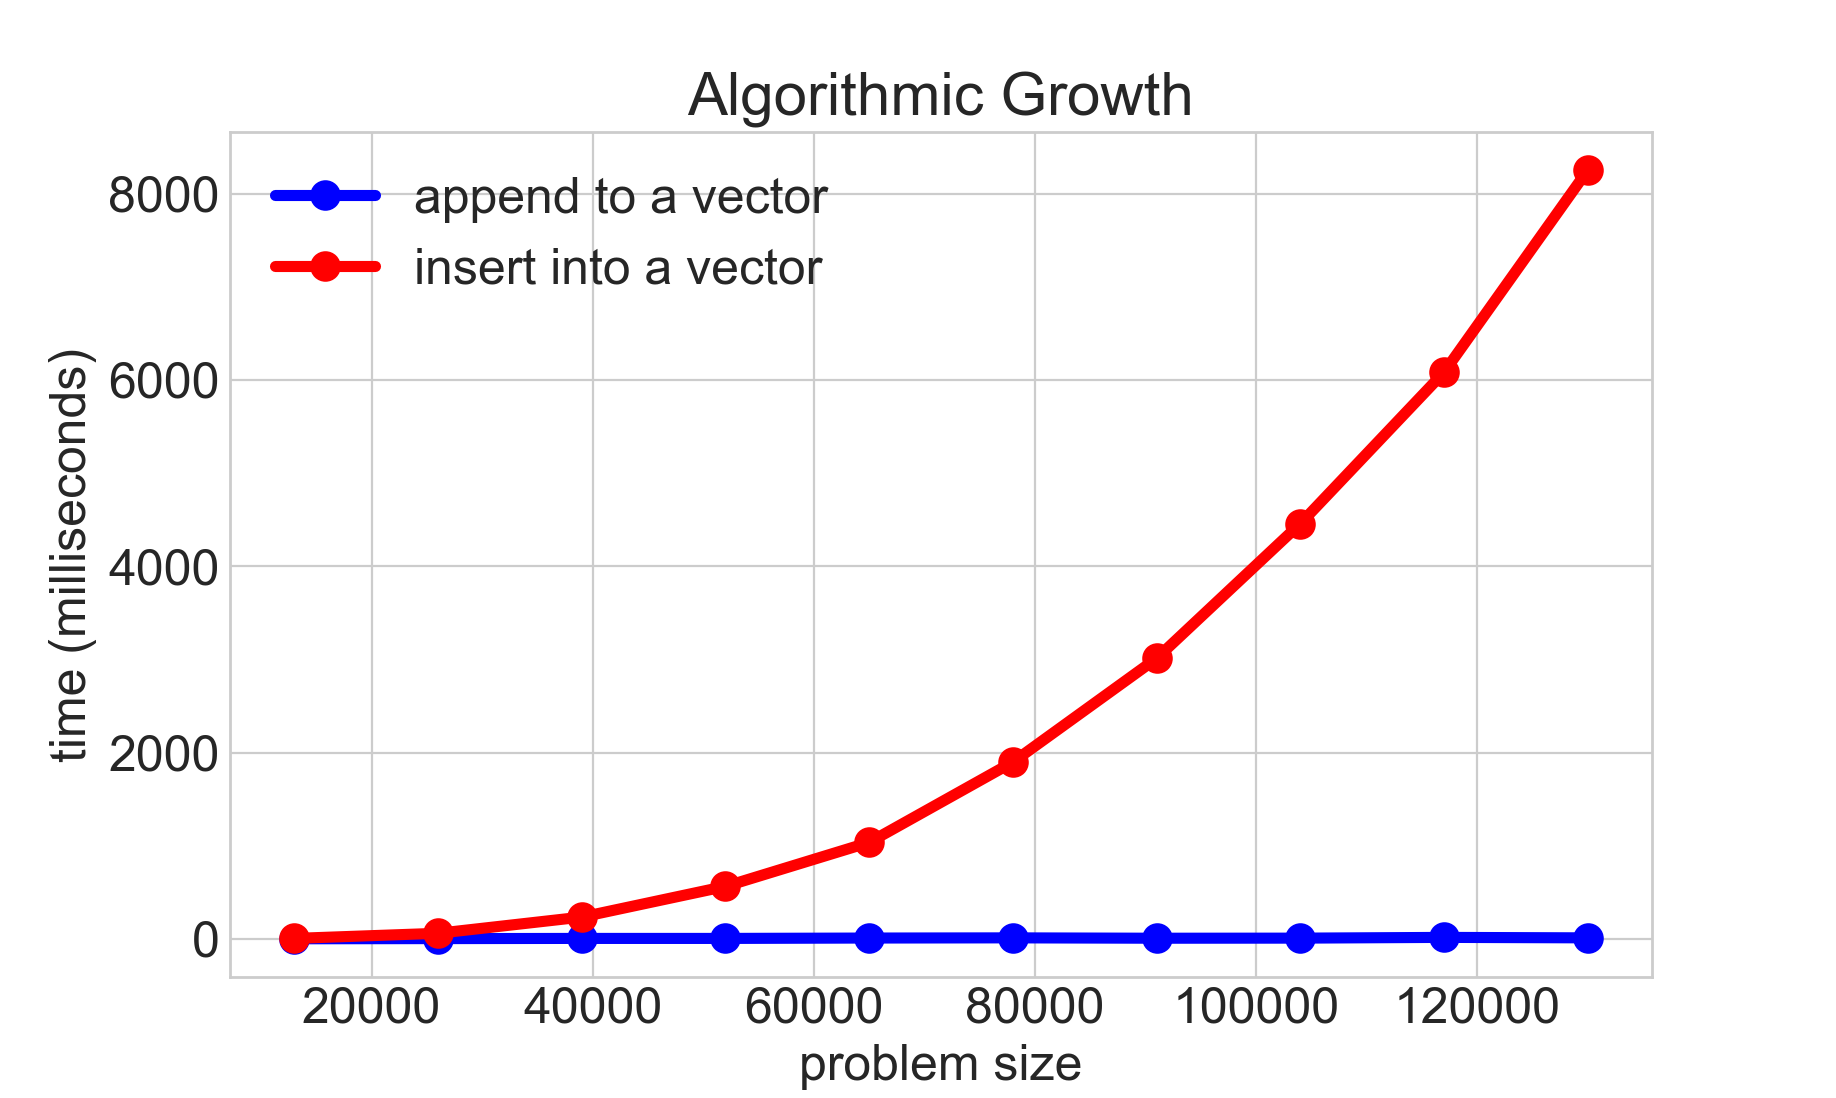 Algorithmic Growth
append to a vector
insert into a vector
time (milliseconds)
8000
6000
4000
2000
0
20000 40000 60000 80000 100000 120000
problem size